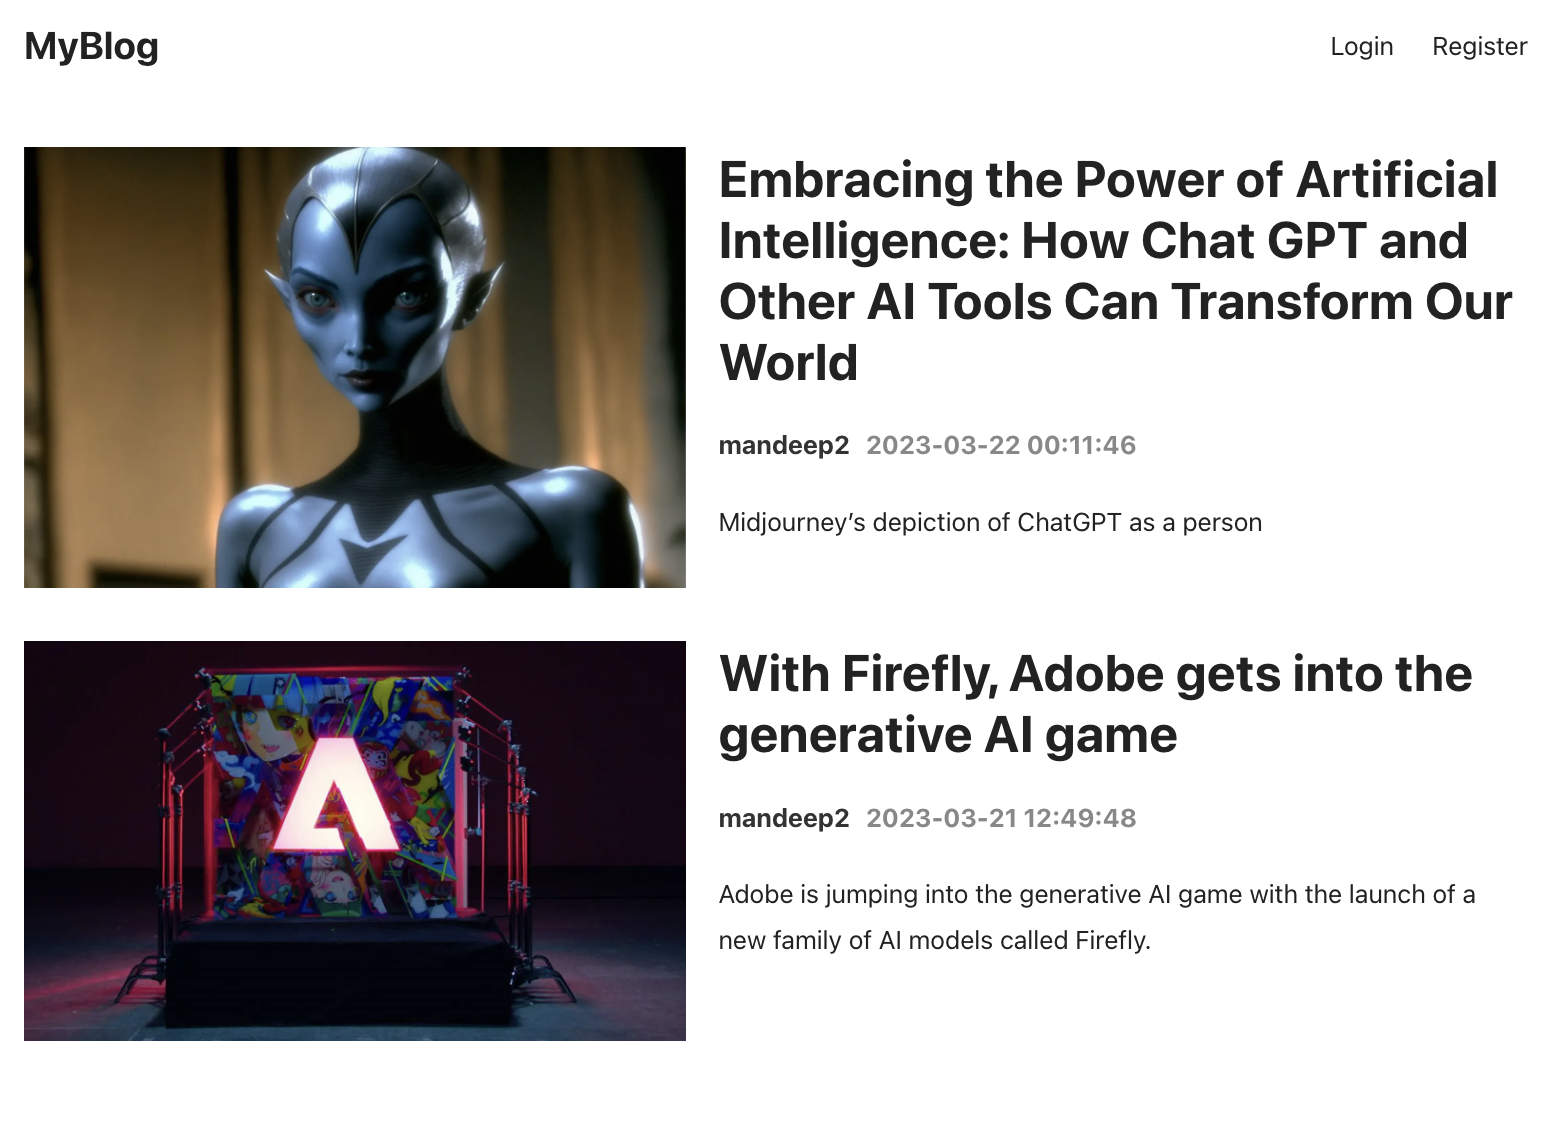 MyBlog
Login Register
Embracing the Power of Artificial
Intelligence: How Chat GPT and
Other AI Tools Can Transform Our
World
mandeep2 2023-03-22 00:11:46
Midjourney’s depiction of ChatGPT as a person
With Firefly, Adobe gets into the
generative AI game
mandeep2 2023-03-21 12:49:48
Adobe is jumping into the generative AI game with the launch of a
new family of AI models called Firefly.